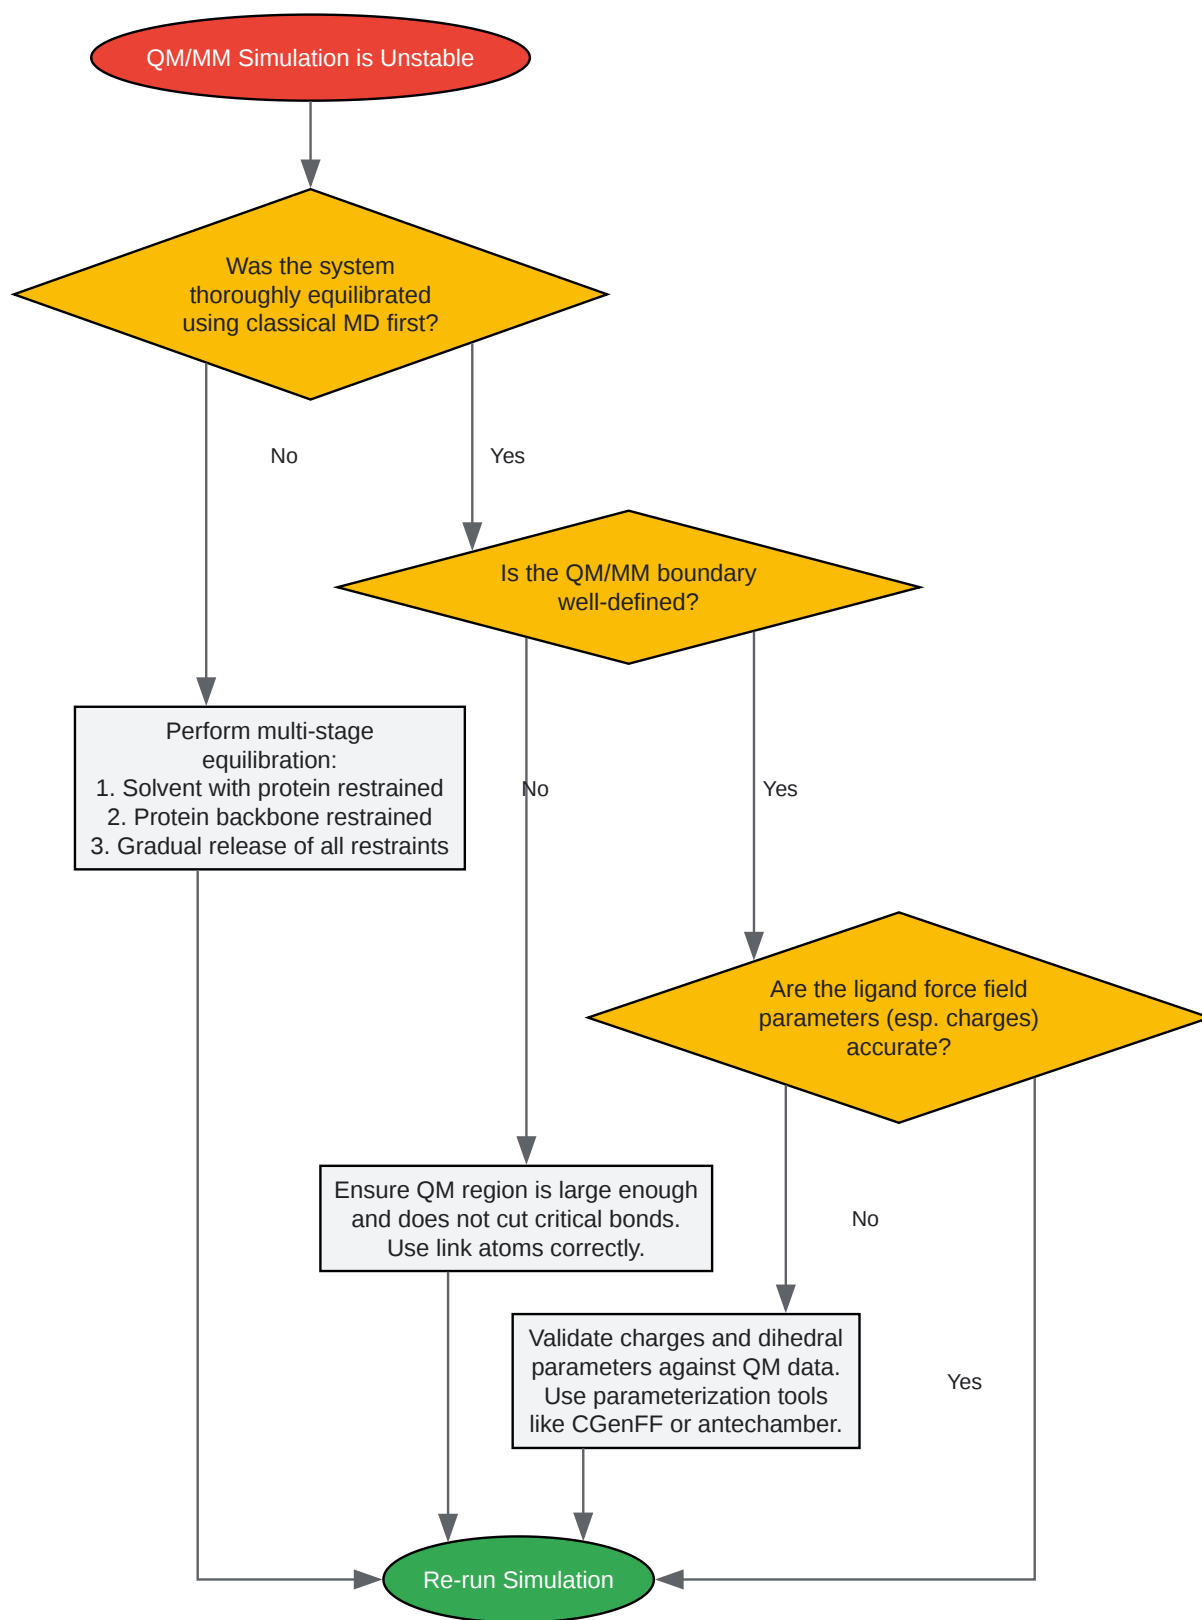 QM/MM Simulation is Unstable
Was the system
thoroughly equilibrated
using classical MD first?
No
Yes
Is the QM/MM boundary
well-defined?
Perform multi-stage
equilibration:
1. Solvent with protein restrained
2. Protein backbone restrained
3. Gradual release of all restraints
No
Yes
Are the ligand force field
parameters (esp. charges)
accurate?
Ensure QM region is large enough
and does not cut critical bonds.
Use link atoms correctly.
No
Validate charges and dihedral
parameters against QM data.
Use parameterization tools
like CGenFF or antechamber.
Yes
Re-run Simulation